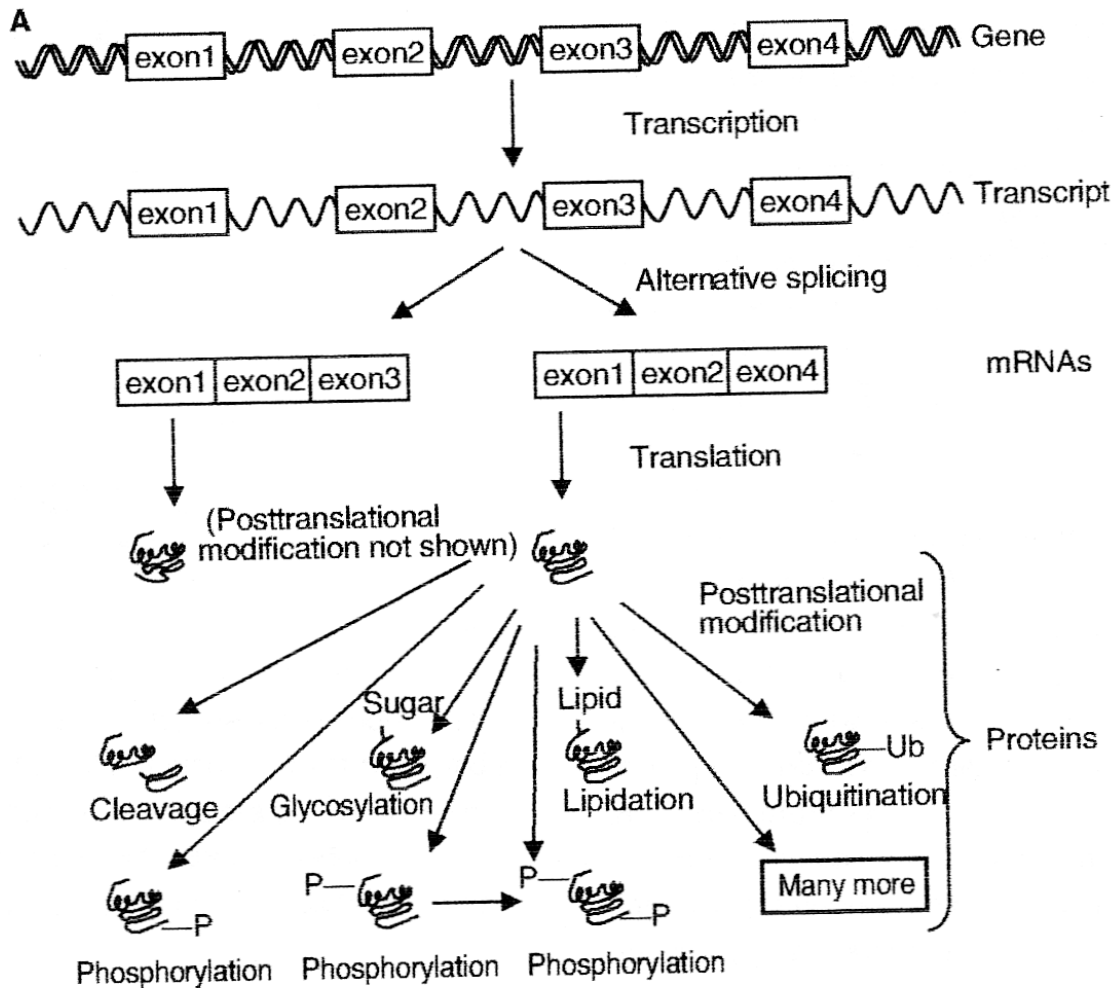 A
exon1 exon2 exon3 exon4 Gene
Transcription
exon1 exon2 exon3 exon4 Transcript
Alternative splicing
exon1 exon2 exon3 exon1 exon2 exon4 mRNAs
Translation
(Posttranslational
modification not shown)
Posttranslational
modification
Sugar Lipid
Ub Proteins
Cleavage Glycosylation Lipidation Ubiquitination
P P Many more
P P
Phosphorylation Phosphorylation Phosphorylation